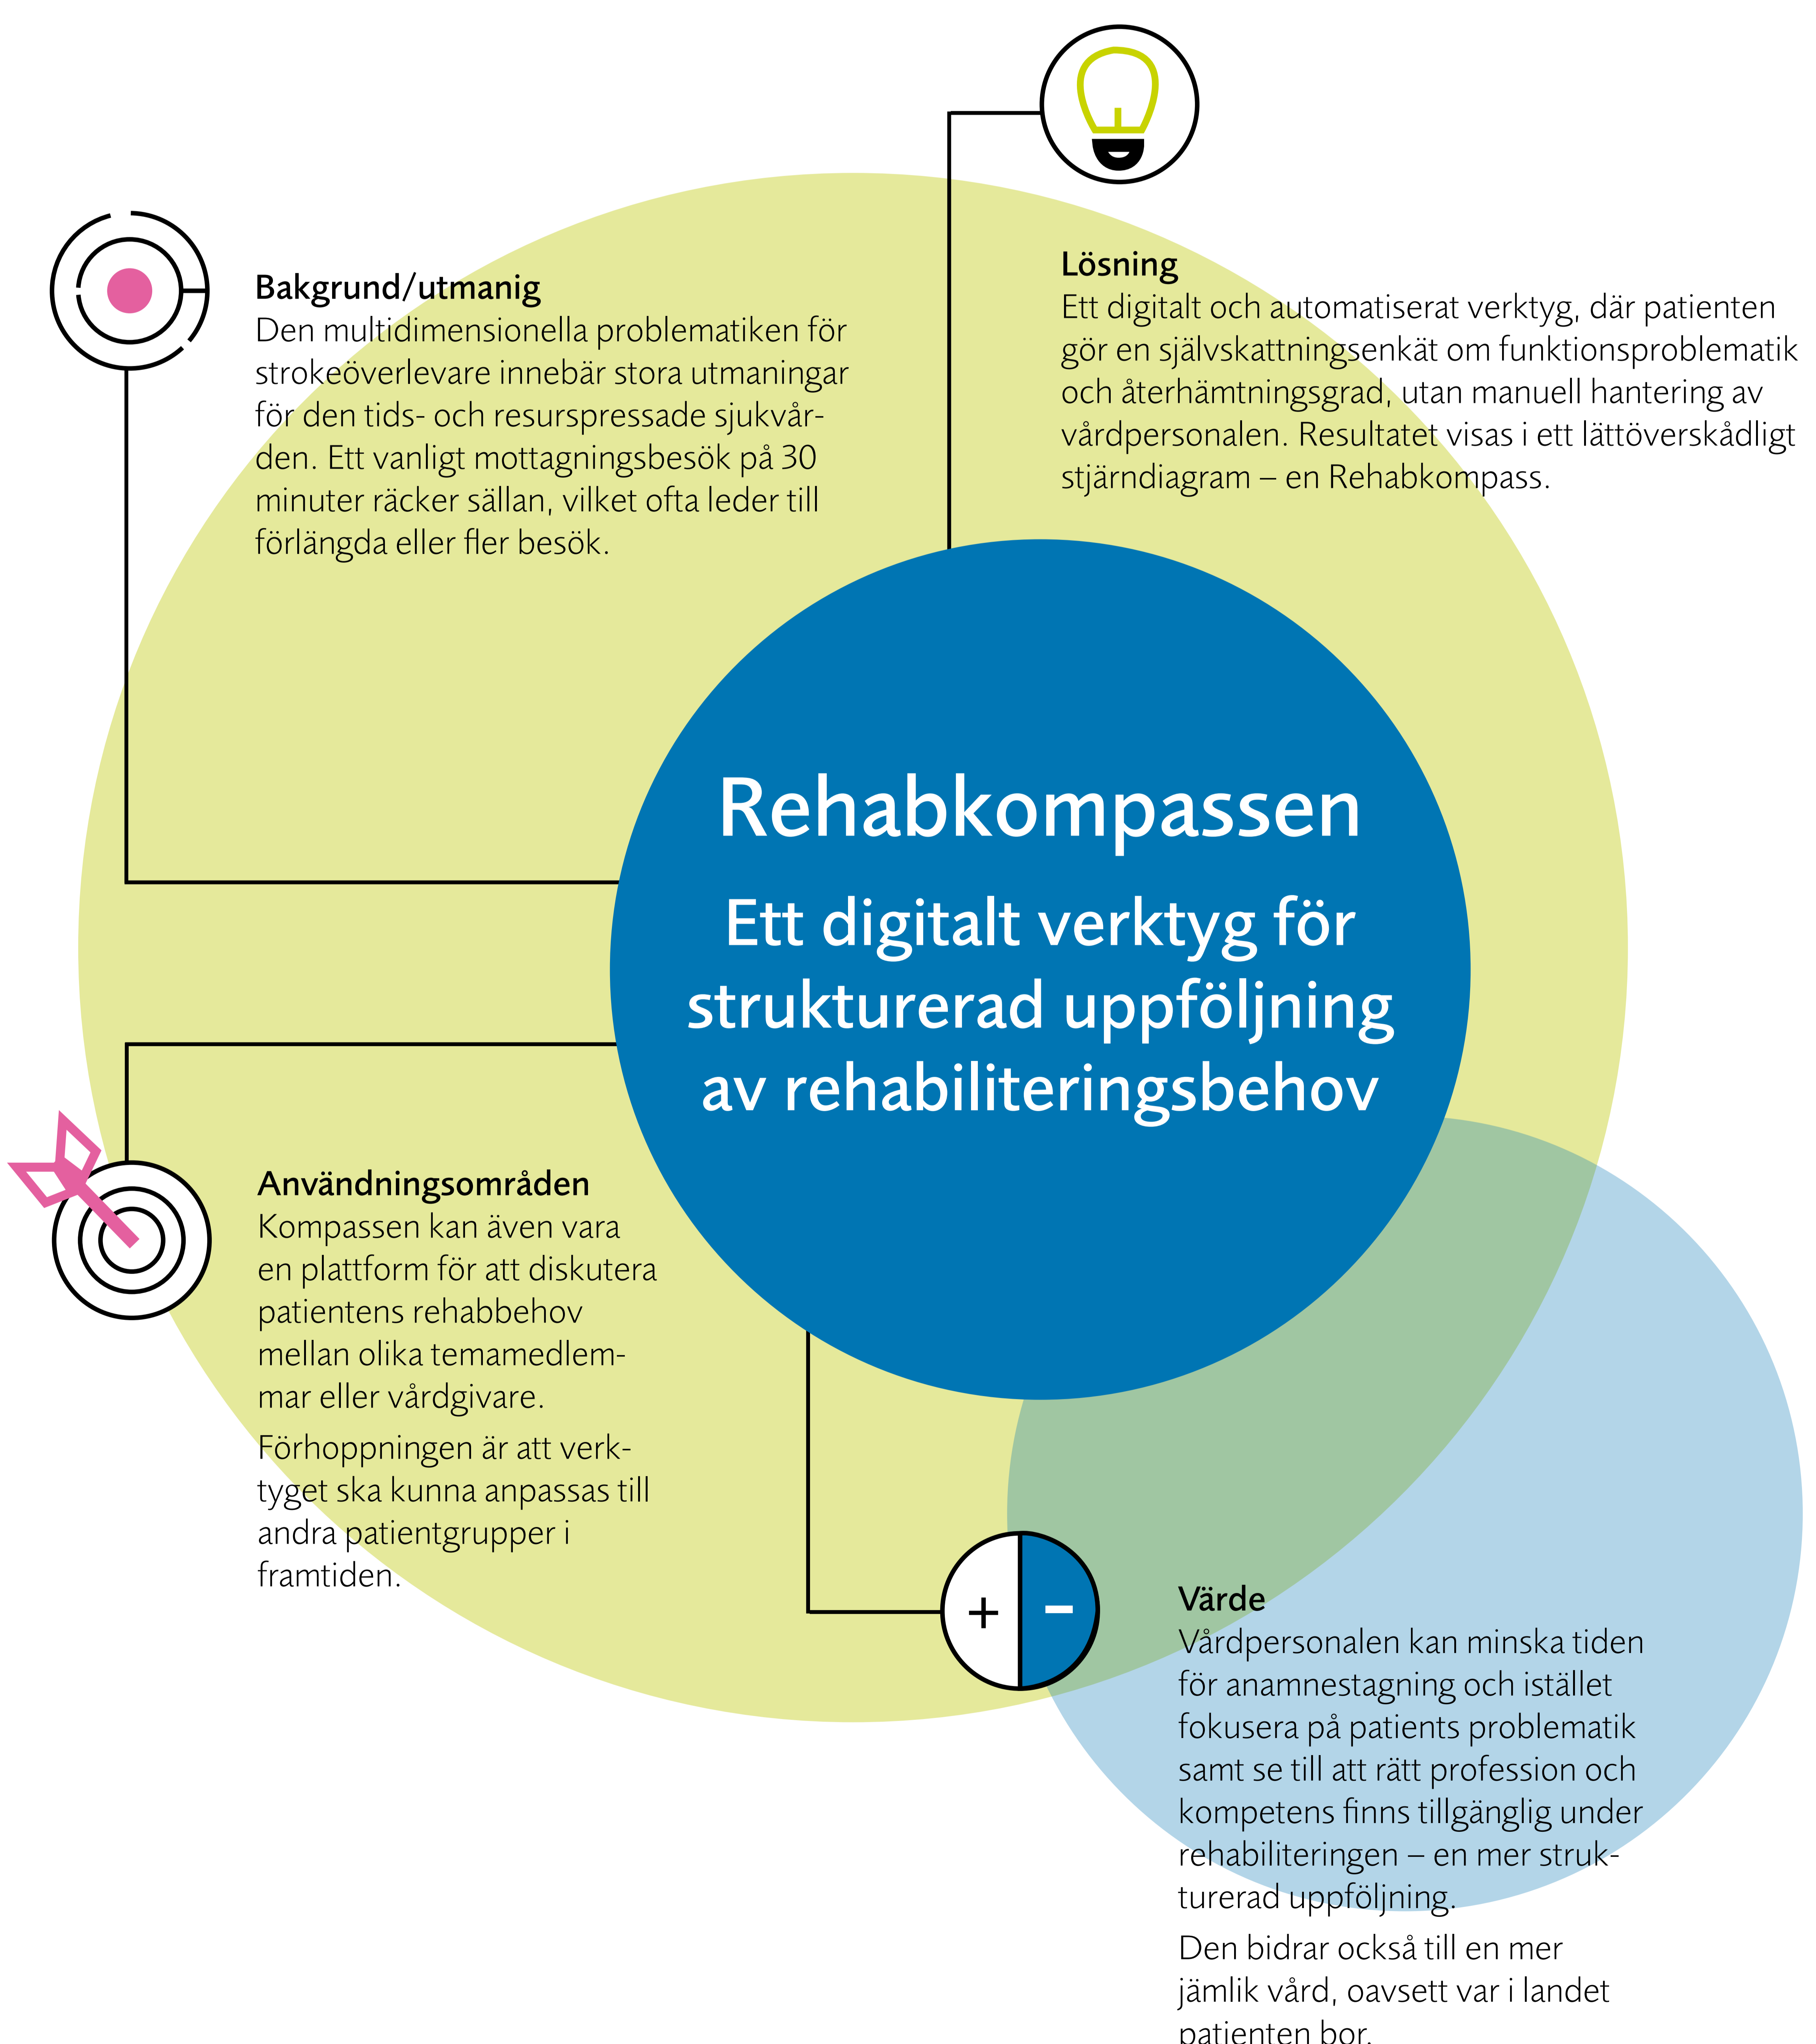 Bakgrund/utmanig
Den multidimensionella problematiken för
strokeöverlevare innebär stora utmaningar
för den tids- och resurspressade sjukvår-
den. Ett vanligt mottagningsbesök på 30
minuter räcker sällan, vilket ofta leder till
förlängda eller fler besök.
Lösning
Ett digitalt och automatiserat verktyg, där patienten
gör en självskattningsenkät om funktionsproblematik
och återhämtningsgrad, utan manuell hantering av
vårdpersonalen. Resultatet visas i ett lättöverskådligt
stjärndiagram – en Rehabkompass.
Rehabkompassen
Ett digitalt verktyg för
strukturerad uppföljning
av rehabiliteringsbehov
Användningsområden
Kompassen kan även vara
en plattform för att diskutera
patientens rehabbehov
mellan olika temamedlem-
mar eller vårdgivare.
Förhoppningen är att verk-
tyget ska kunna anpassas till
andra patientgrupper i
framtiden.
+ –
Värde
Vårdpersonalen kan minska tiden
för anamnestagning och istället
fokusera på patients problematik
samt se till att rätt profession och
kompetens finns tillgänglig under
rehabiliteringen – en mer struk-
turerad uppföljning.
Den bidrar också till en mer
jämlik vård, oavsett var i landet
patienten bor.